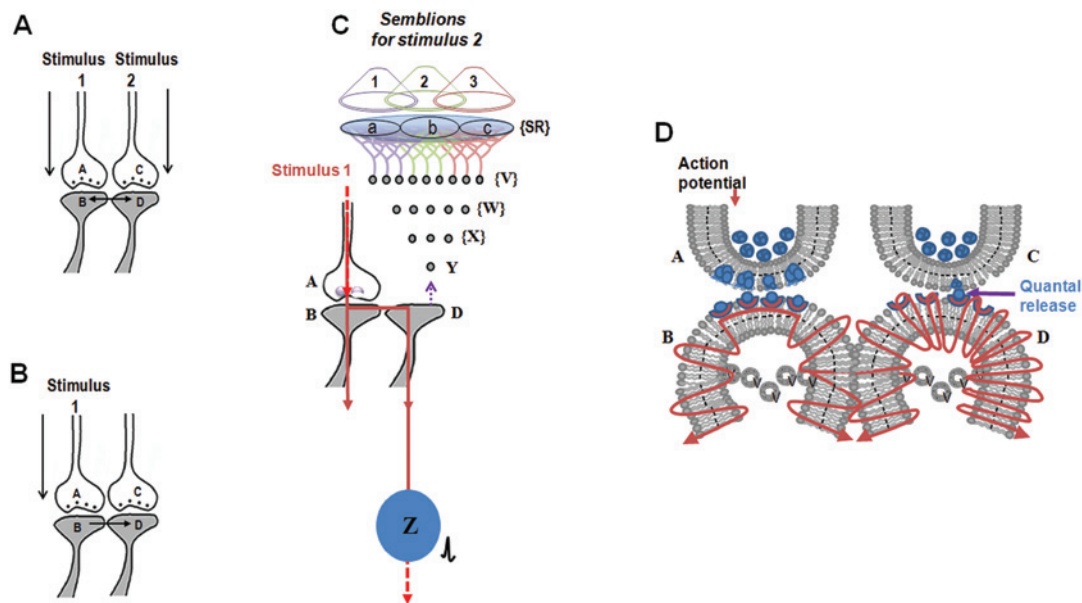 A
Stimulus Stimulus
1 2
A C
B D
B
Stimulus
1
A C
B D
C
Semblions
for stimulus 2
1 2 3
a b c {SR}
Stimulus 1
{V}
{W}
{X}
Y
A
B D
Z
D
Action
potential
A C
Quantal
release
B D
V V V V V V
V V